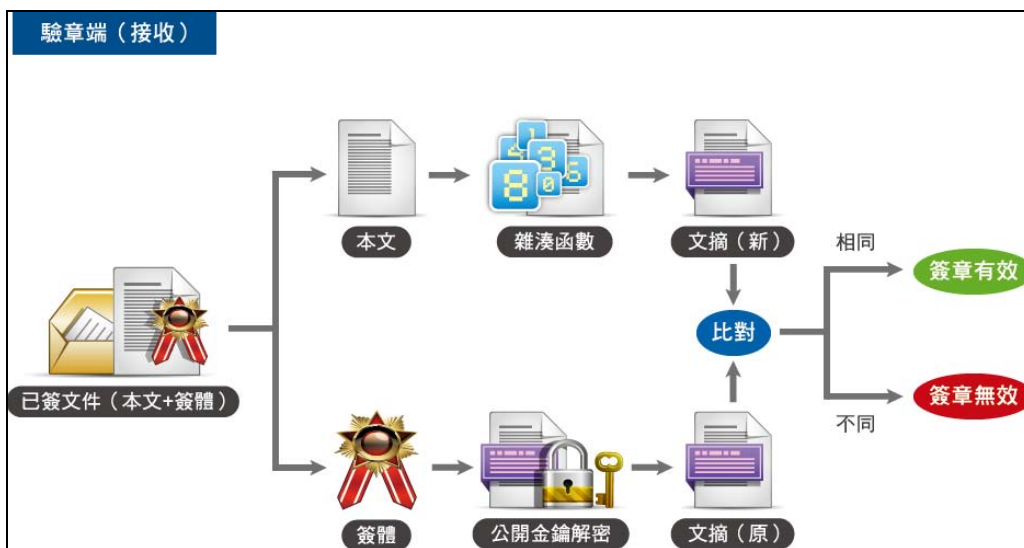 驗章端（接收）
本文
雜湊函數
文摘（新）
相同
簽章有效
比對
已簽文件（本文+簽體）
簽章無效
不同
簽體
公開金鑰解密
文摘（原）